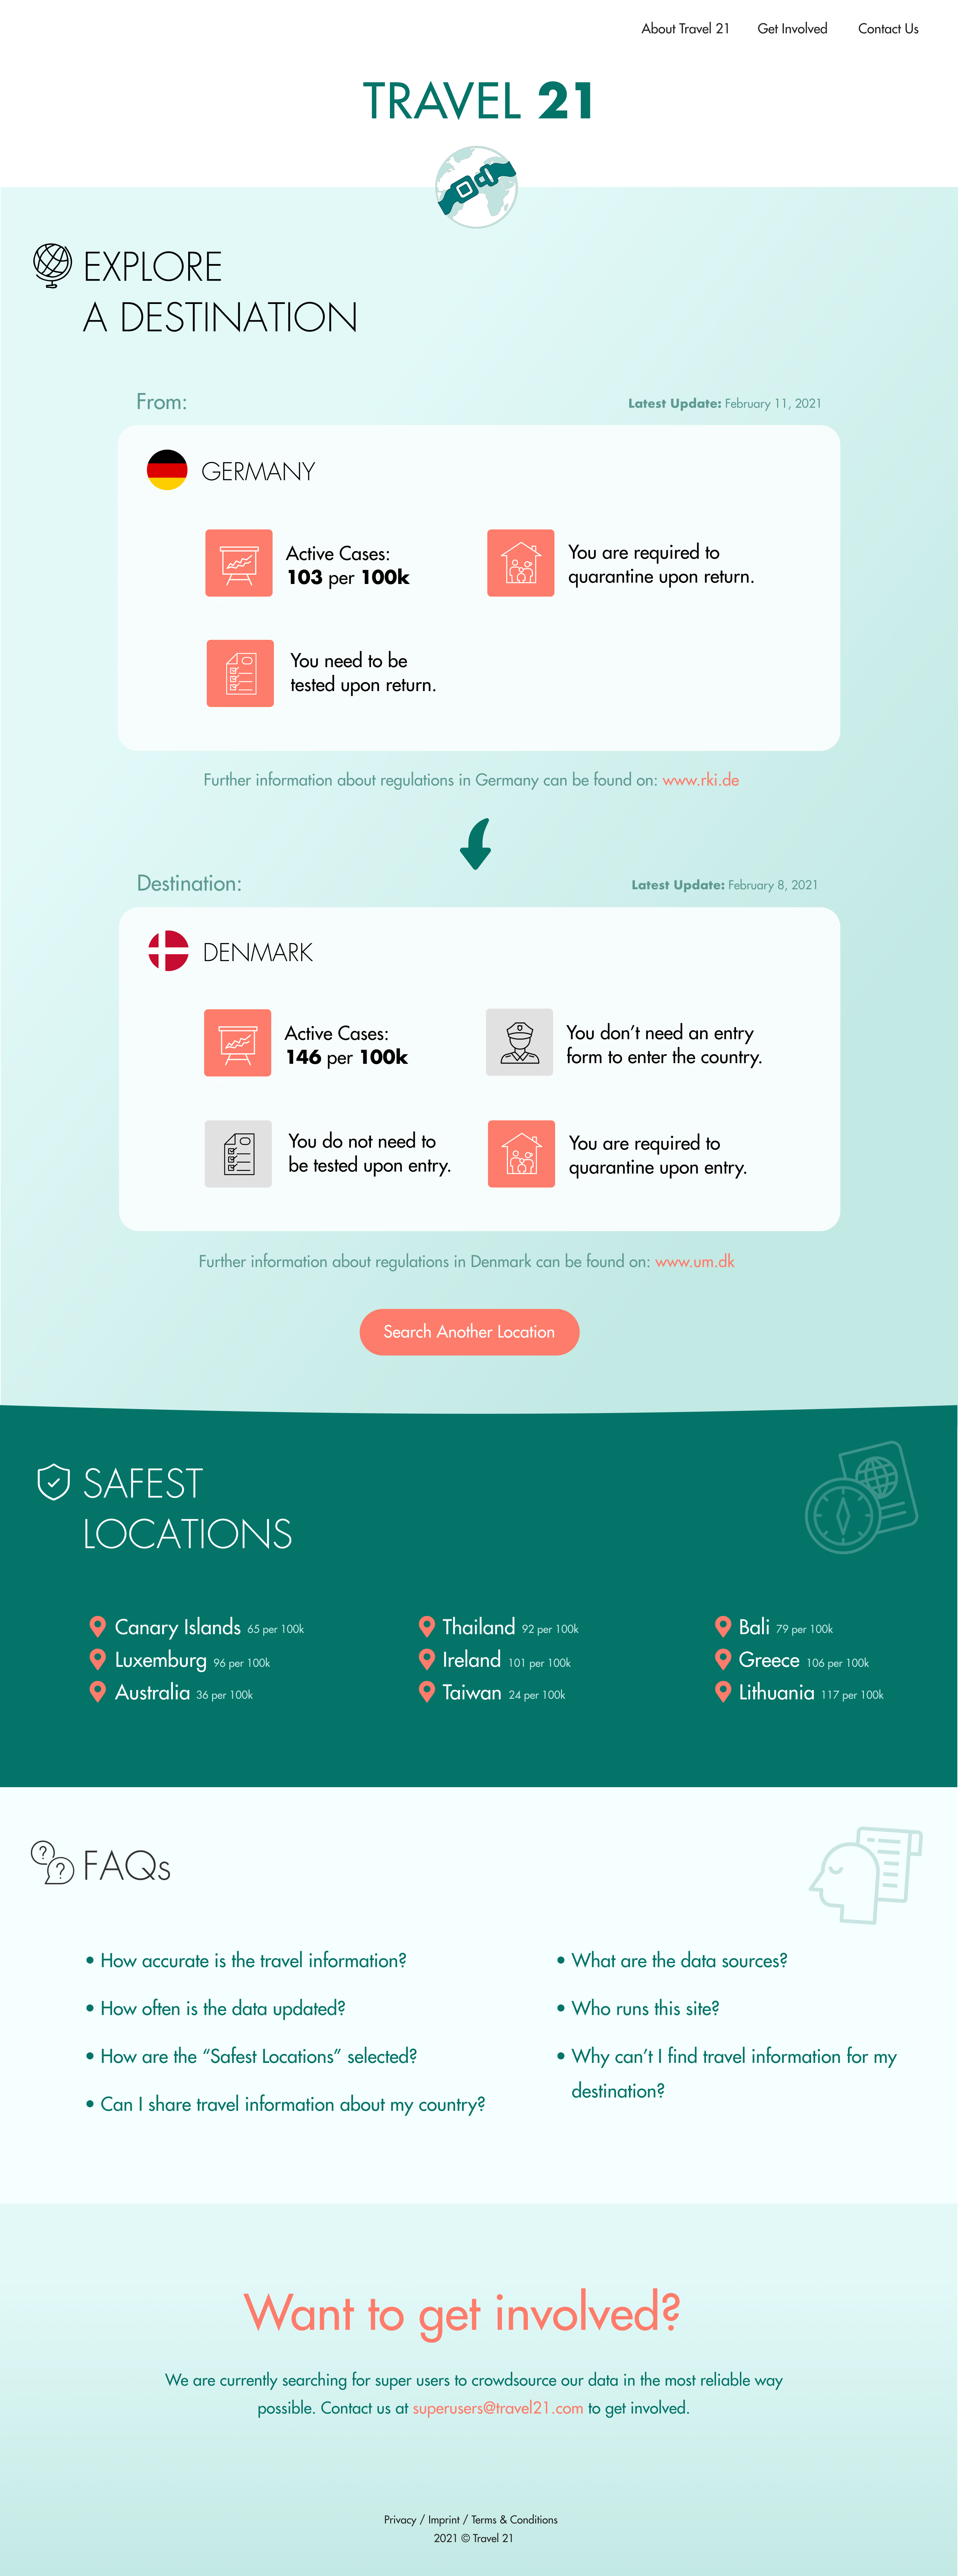 About Travel 21 Get Involved Contact Us
TRAVEL 21
EXPLORE
A DESTINATION
From:
Latest Update: February 11, 2021
GERMANY
Active Cases:
103 per 100k
You are required to
quarantine upon return.
You need to be
tested upon return.
Further information about regulations in Germany can be found on: www.rki.de
Destination:
Latest Update: February 8, 2021
DENMARK
Active Cases:
146 per 100k
You don't need an entry
form to enter the country.
You do not need to
be tested upon entry.
You are required to
quarantine upon entry.
Further information about regulations in Denmark can be found on: www.um.dk
Search Another Location
SAFEST
LOCATIONS
Canary Islands 65 per 100k
Luxemburg 96 per 100k
Australia 36 per 100k
Thailand 92 per 100k
Ireland 101 per 100k
Taiwan 24 per 100k
Bali 79 per 100k
Greece 106 per 100k
Lithuania 117 per 100k
FAQs
• How accurate is the travel information?
• How often is the data updated?
• How are the “Safest Locations” selected?
• Can I share travel information about my country?
• What are the data sources?
• Who runs this site?
• Why can't I find travel information for my
destination?
Want to get involved?
We are currently searching for super users to crowdsource our data in the most reliable way
possible. Contact us at superusers@travel21.com to get involved.
Privacy / Imprint / Terms & Conditions
2021 © Travel 21